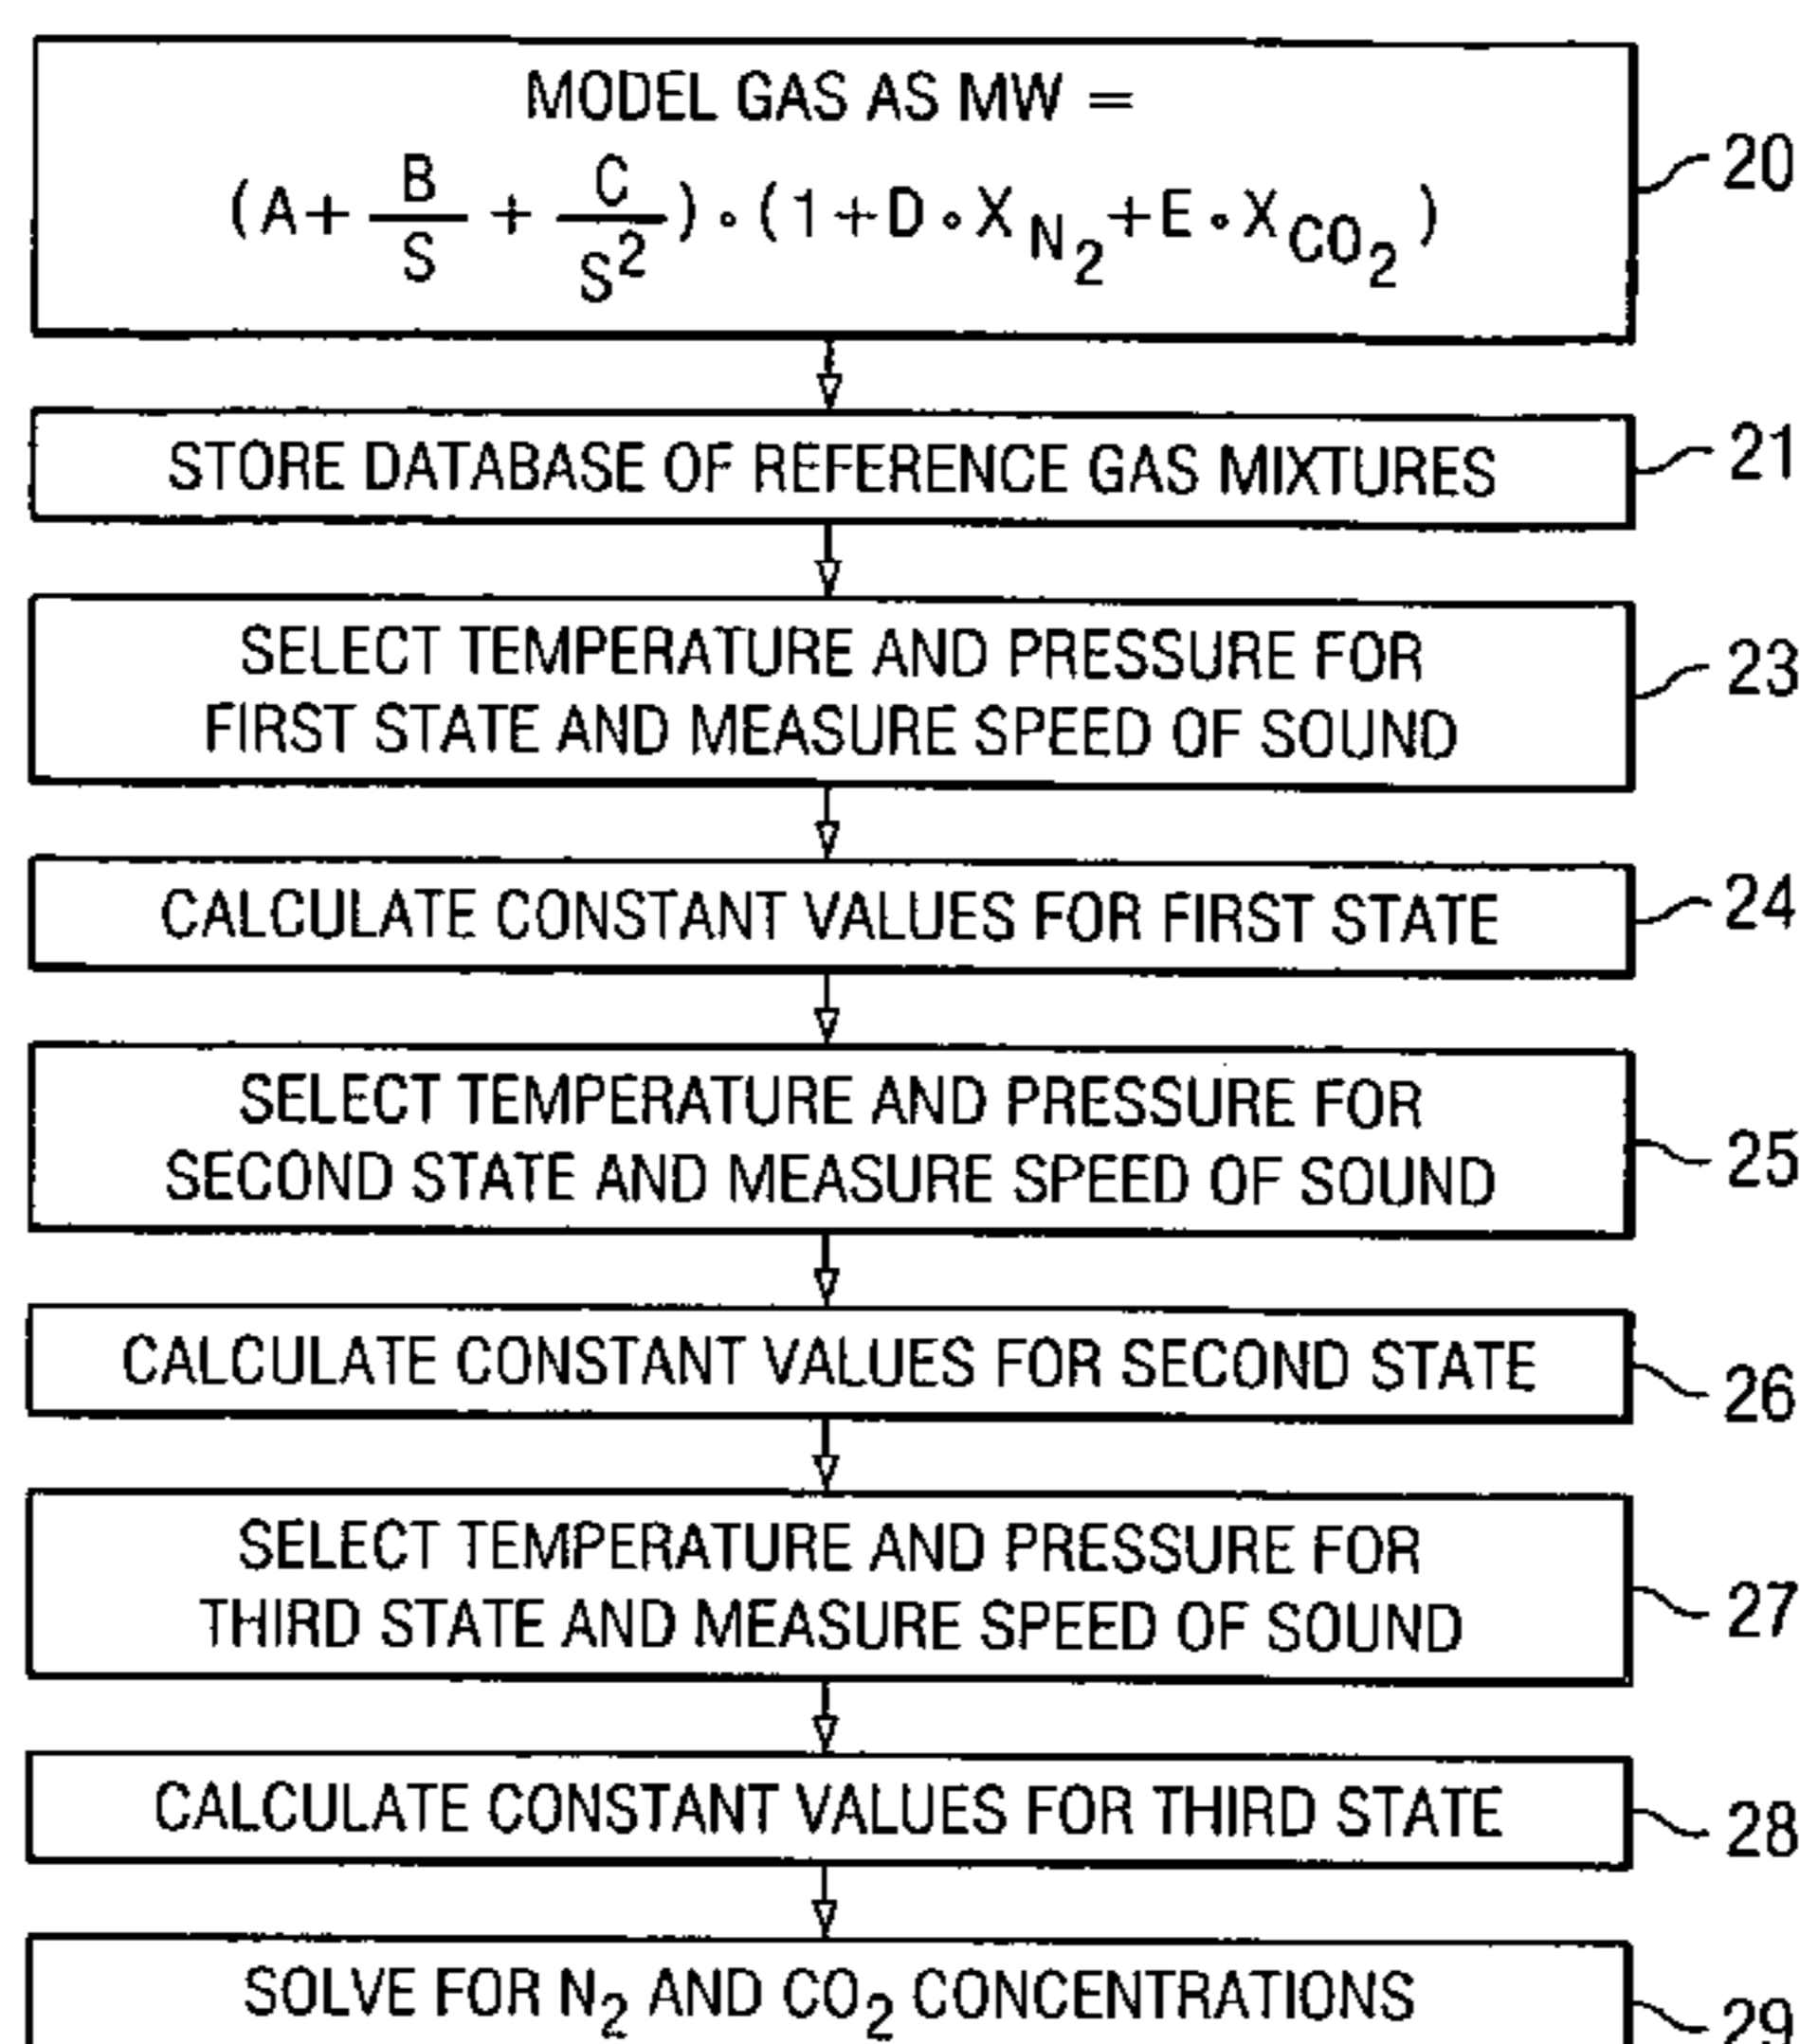 MODEL GAS AS MW =
(A + B/S + C/S²) ∘ (1 + D ∘ X_N₂ + E ∘ X_CO₂)
20
STORE DATABASE OF REFERENCE GAS MIXTURES
21
SELECT TEMPERATURE AND PRESSURE FOR
FIRST STATE AND MEASURE SPEED OF SOUND
23
CALCULATE CONSTANT VALUES FOR FIRST STATE
24
SELECT TEMPERATURE AND PRESSURE FOR
SECOND STATE AND MEASURE SPEED OF SOUND
25
CALCULATE CONSTANT VALUES FOR SECOND STATE
26
SELECT TEMPERATURE AND PRESSURE FOR
THIRD STATE AND MEASURE SPEED OF SOUND
27
CALCULATE CONSTANT VALUES FOR THIRD STATE
28
SOLVE FOR N₂ AND CO₂ CONCENTRATIONS
29